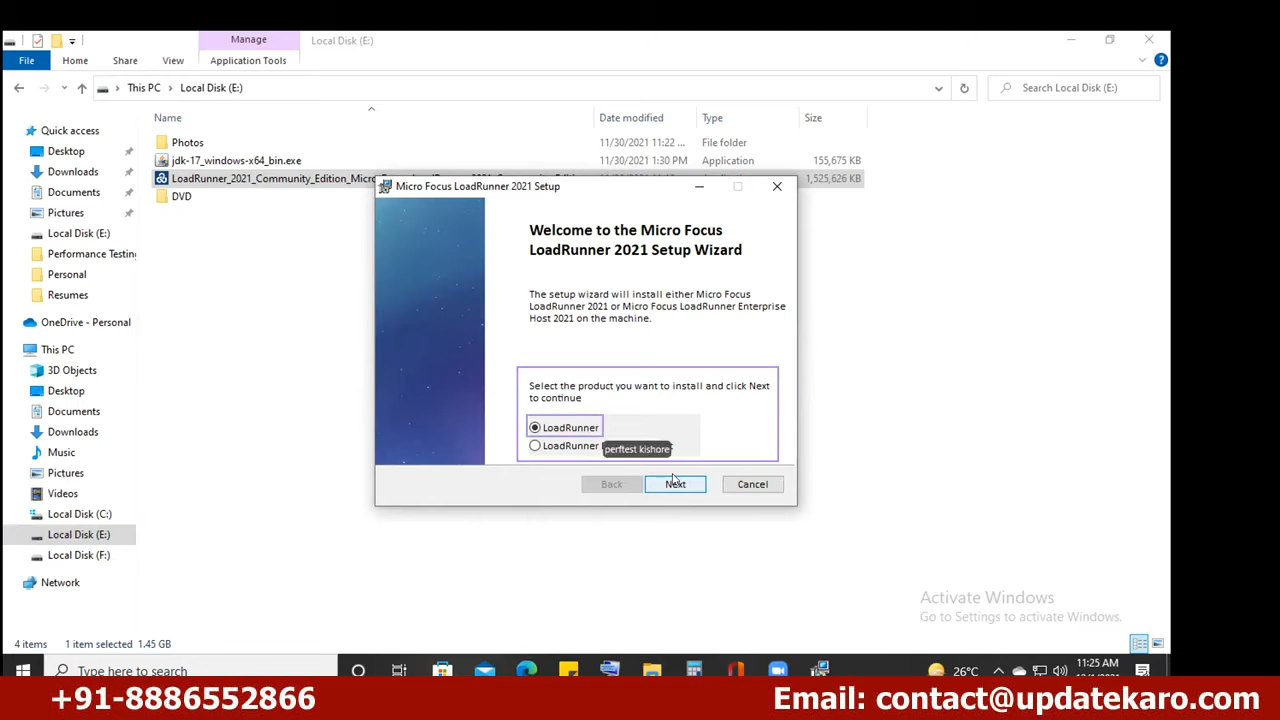 Manage
Local Disk (E:)
File
Home
Share
View
Application Tools
This PC
Local Disk (E:)
Search Local Disk (E:)
Name
Date modified
Type
Size
Photos
11/30/2021 11:22 ...
File folder
jdk-17_windows-x64_bin.exe
11/30/2021 1:30 PM
Application
155,675 KB
LoadRunner_2021_Community_Edition_Micro
1,525,626 KB
DVD
Quick access
Desktop
Downloads
Documents
Pictures
Local Disk (E:)
Performance Testing
Personal
Resumes
OneDrive - Personal
This PC
3D Objects
Desktop
Documents
Downloads
Music
Pictures
Videos
Local Disk (C:)
Local Disk (E:)
Local Disk (F:)
Network
Micro Focus LoadRunner 2021 Setup
Welcome to the Micro Focus
LoadRunner 2021 Setup Wizard
The setup wizard will install either Micro Focus
LoadRunner 2021 or Micro Focus LoadRunner Enterprise
Host 2021 on the machine.
Select the product you want to install and click Next
to continue
LoadRunner
LoadRunner
perftest kishore
Back
Next
Cancel
Activate Windows
Go to Settings to activate Windows.
4 items
1 item selected
1.45 GB
Type here to search
26°C
11:25 AM
+91-8886552866
Email: contact@updatekaro.com